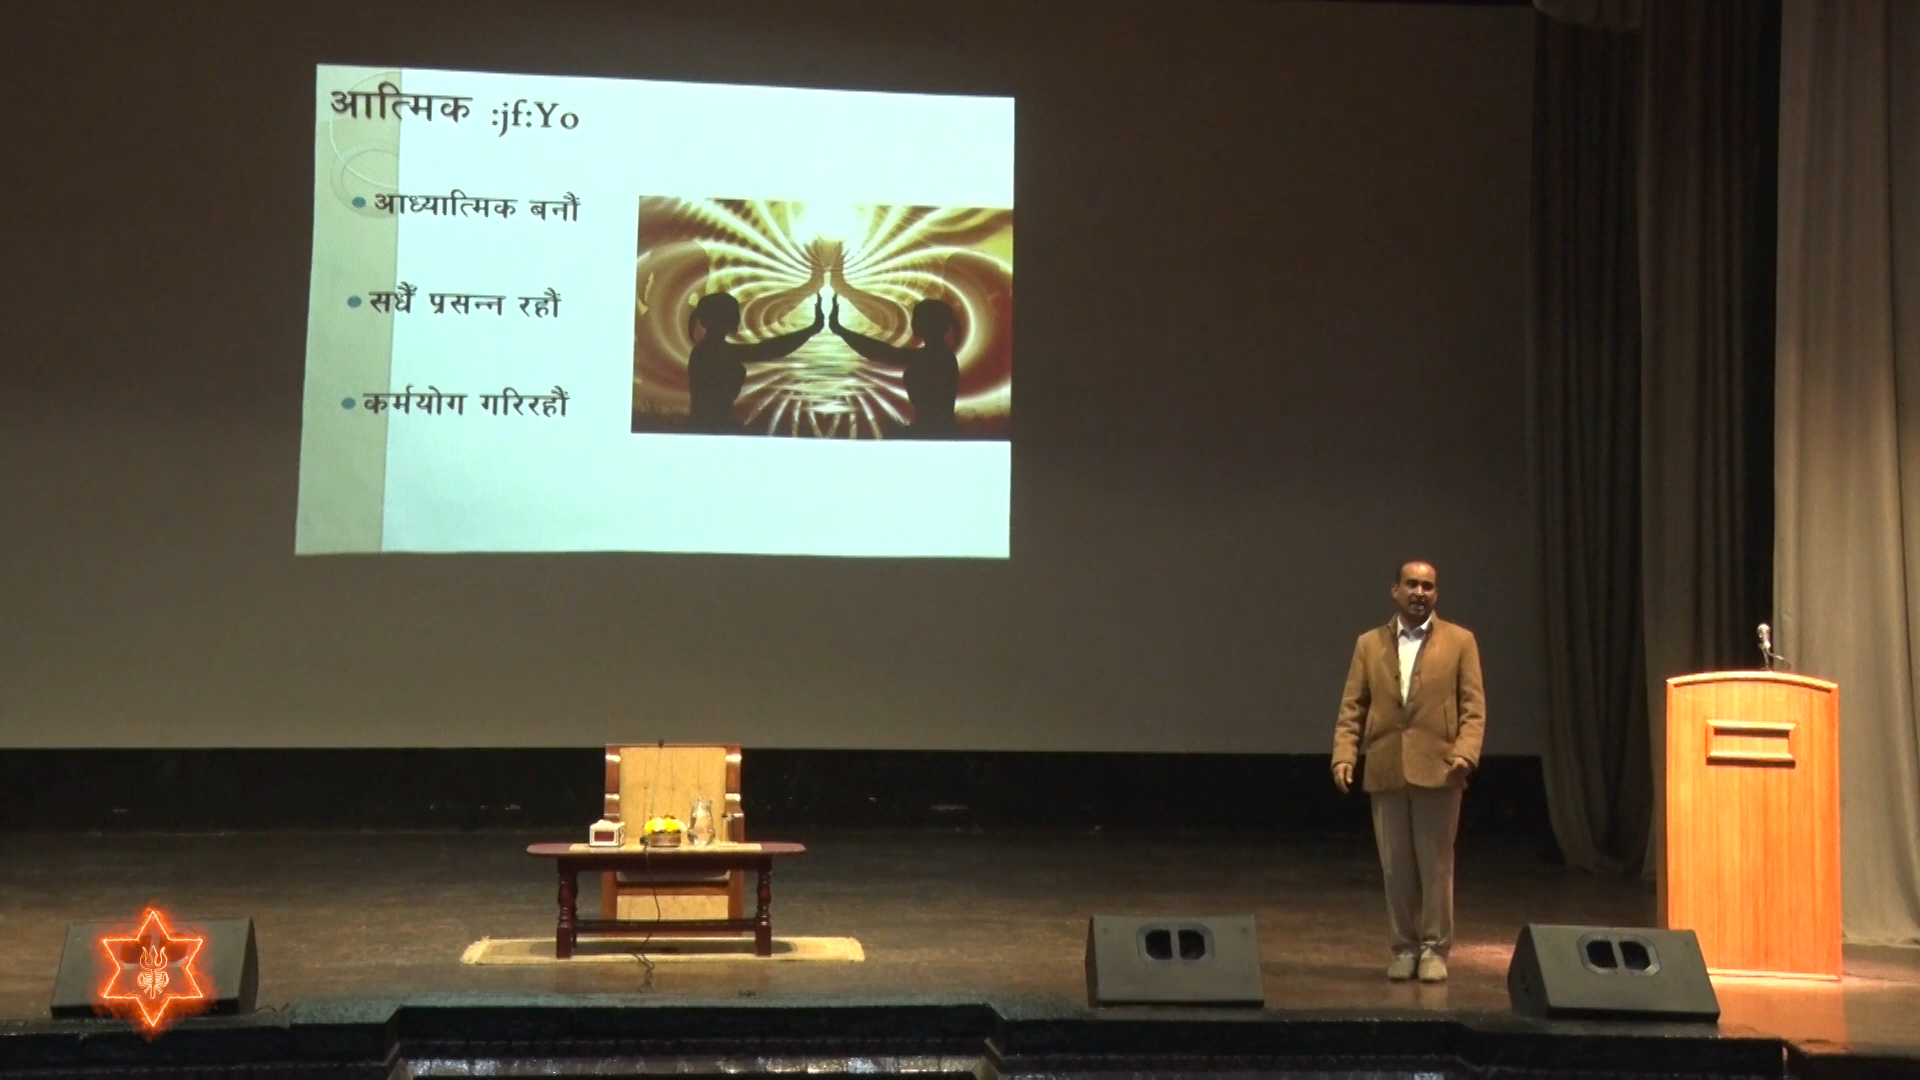 आत्मिक :jf:Yo
आध्यात्मिक बनौं
सधैँ प्रसन्न रहौं
कर्मयोग गरिरहौं